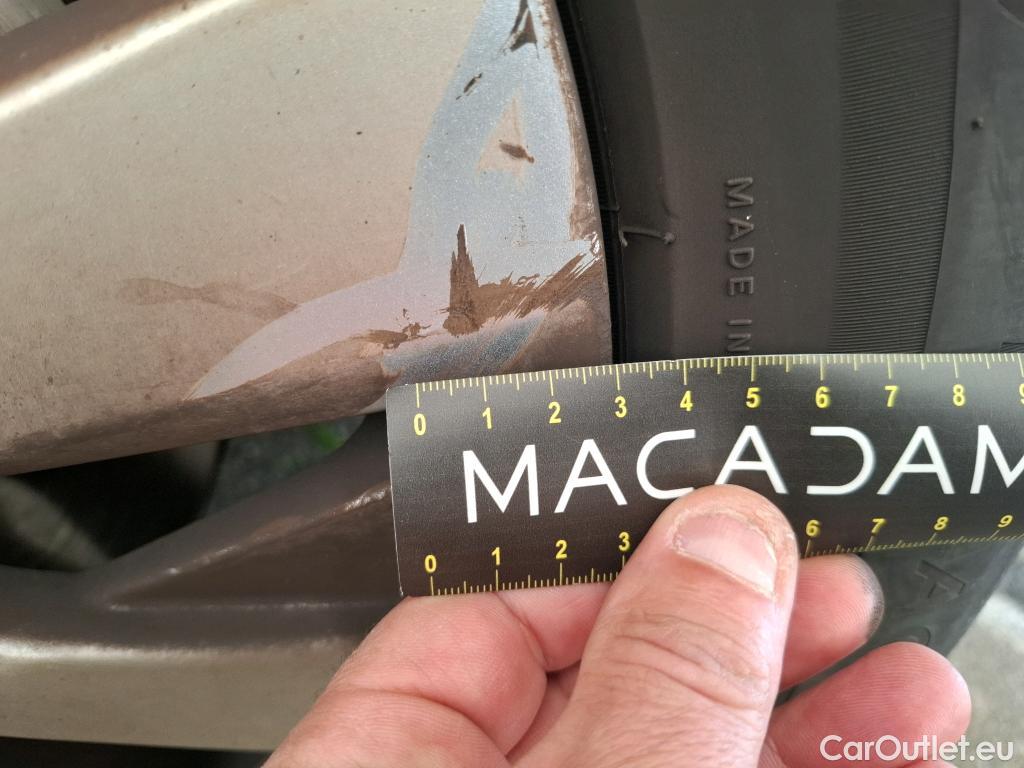 MADE IN
0 1 2 3 4 5 6 7 8 9
MACADAM
0 1 2 3 6 7 8 9
CarOutlet.eu